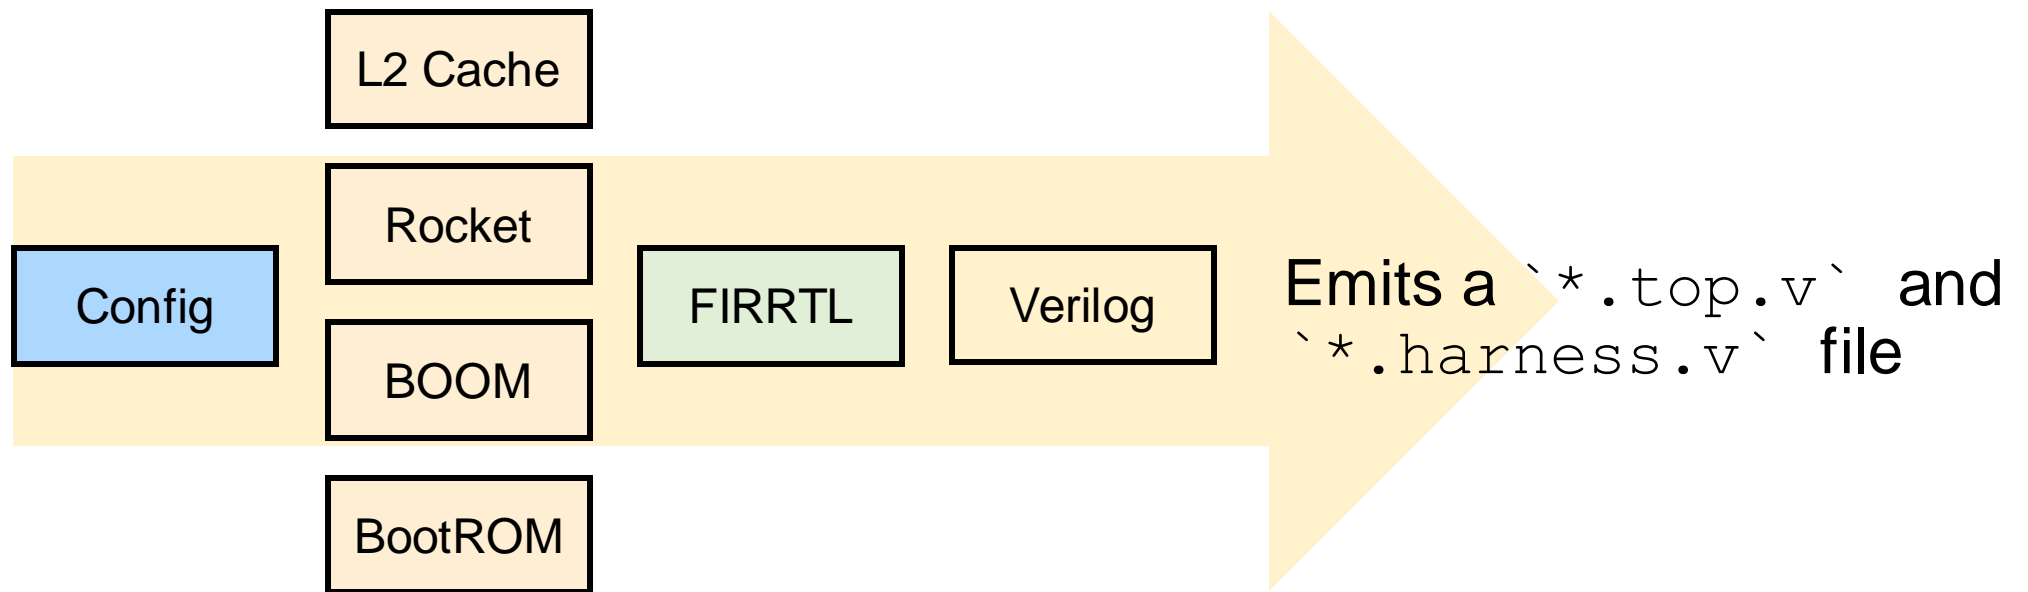 L2 Cache
Rocket
Config
BOOM
BootROM
FIRRTL
Verilog
Emits a `*.top.v` and
`*.harness.v` file